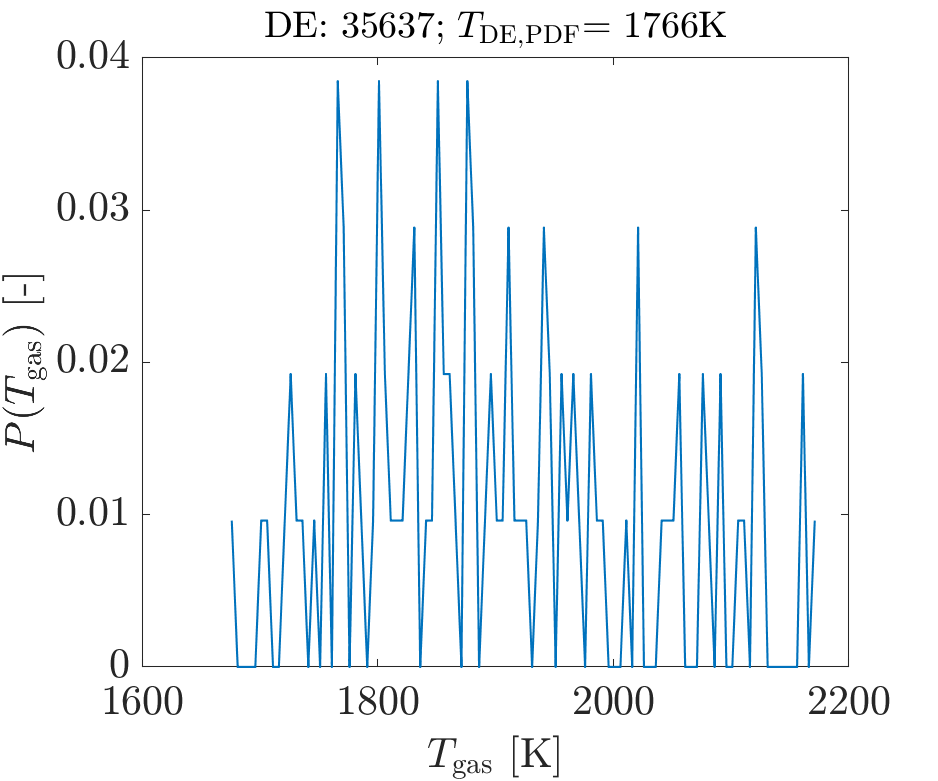 DE: 35637; T_DE,PDF= 1766K
0.04
0.03
0.02
0.01
0
P(T_gas) [-]
1600 1800 2000 2200
T_gas [K]